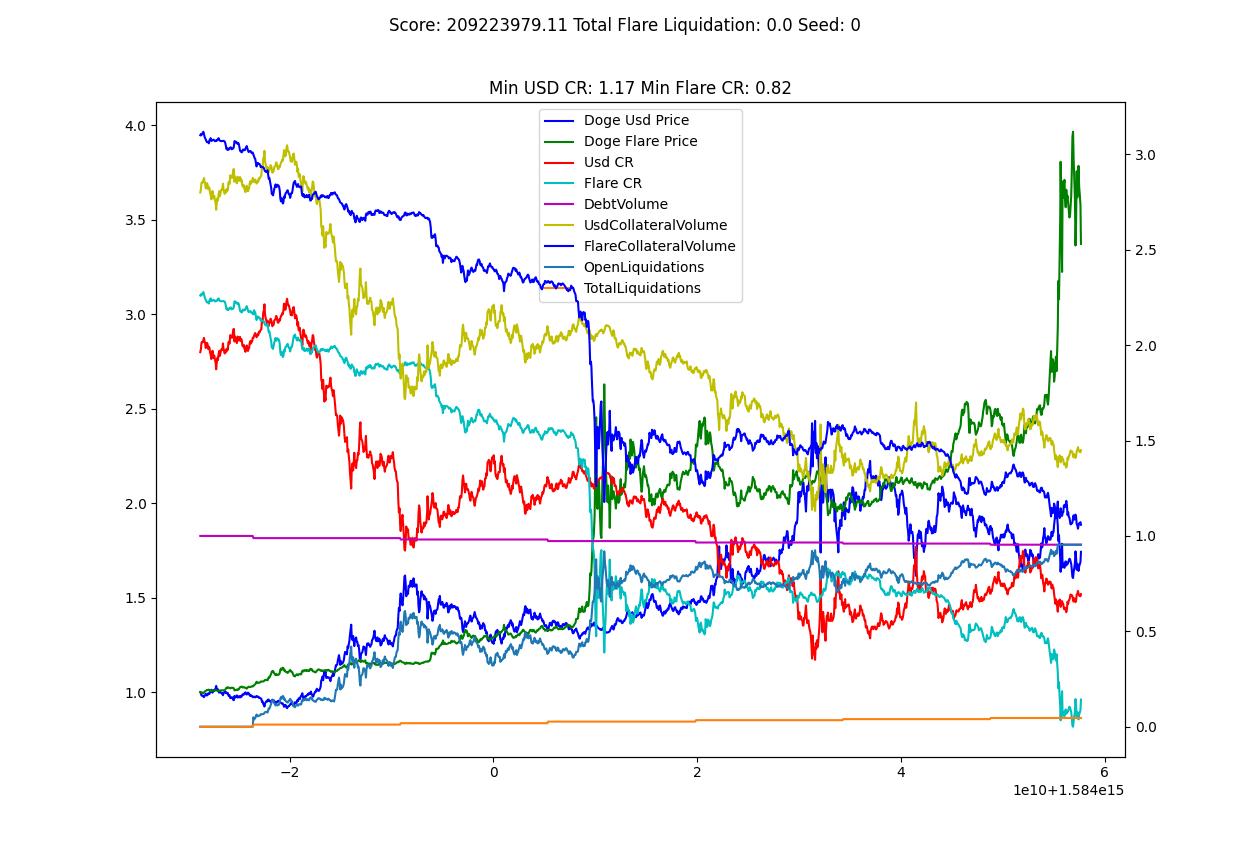 Score: 209223979.11 Total Flare Liquidation: 0.0 Seed: 0
Min USD CR: 1.17 Min Flare CR: 0.82
Doge Usd Price
Doge Flare Price
Usd CR
Flare CR
DebtVolume
UsdCollateralVolume
FlareCollateralVolume
OpenLiquidations
TotalLiquidations
4.0
3.5
3.0
2.5
2.0
1.5
1.0
3.0
2.5
2.0
1.5
1.0
0.5
0.0
−2 0 2 4 6
1e10+1.584e15